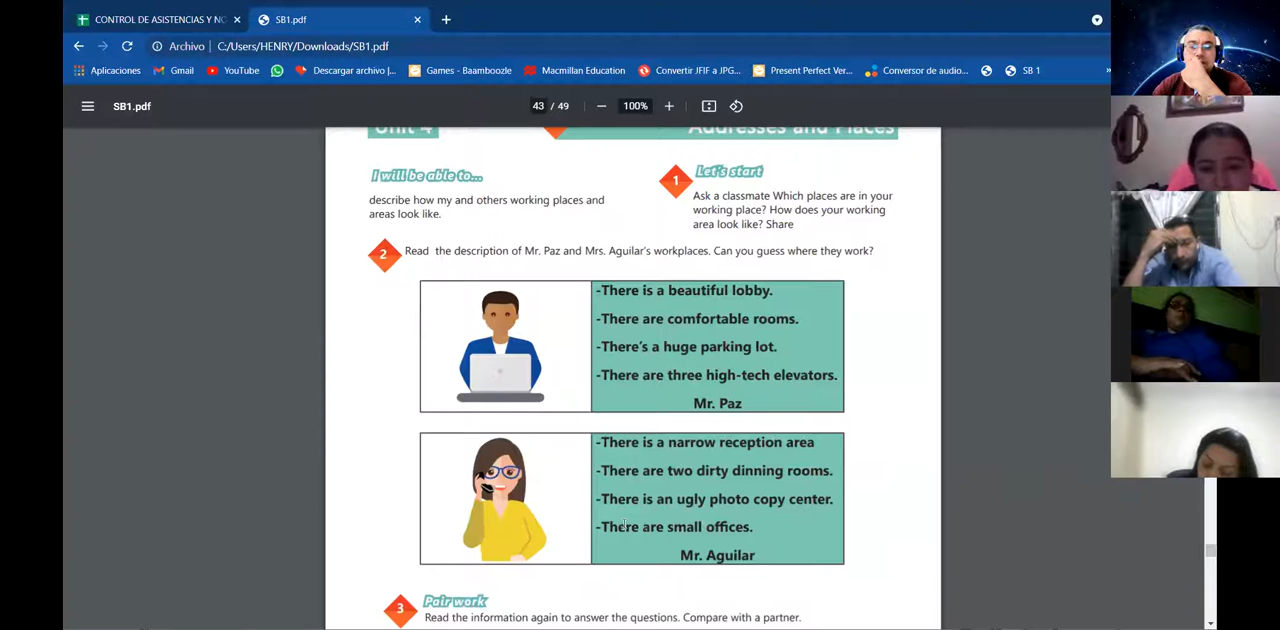 CONTROL DE ASISTENCIAS Y NO
SB1.pdf
Archivo | C:/Users/HENRY/Downloads/SB1.pdf
Aplicaciones
Gmail
YouTube
Descargar archivo |...
Games - Baamboozle
Macmillan Education
Convertir JFIF a JPG...
Present Perfect Ver...
Conversor de audio...
SB 1
»
SB1.pdf
43 / 49
100%
Unit 4
Addresses and Places
I will be able to...
describe how my and others working places and
areas look like.
1
Let's start
Ask a classmate Which places are in your
working place? How does your working
area look like? Share
2
Read the description of Mr. Paz and Mrs. Aguilar's workplaces. Can you guess where they work?
-There is a beautiful lobby.
-There are comfortable rooms.
-There's a huge parking lot.
-There are three high-tech elevators.
Mr. Paz
-There is a narrow reception area
-There are two dirty dinning rooms.
-There is an ugly photo copy center.
-There are small offices.
Mr. Aguilar
3
Pair work
Read the information again to answer the questions. Compare with a partner.